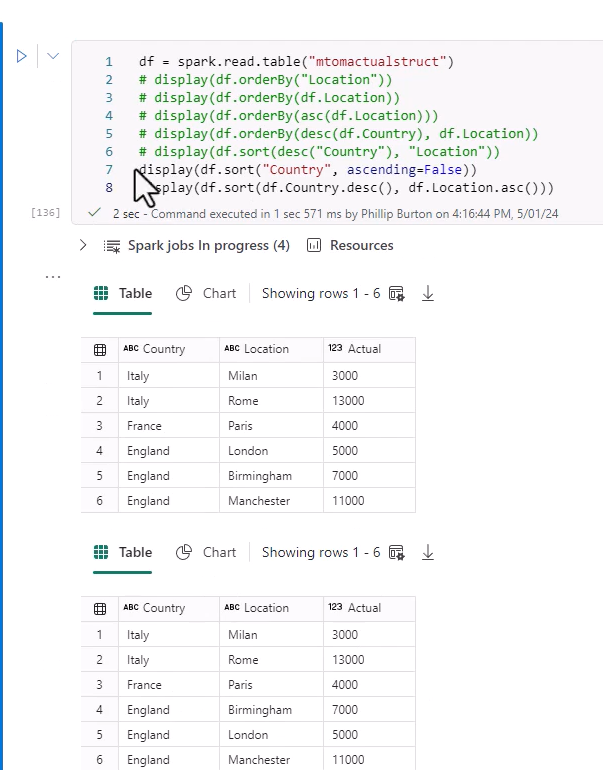 1 df = spark.read.table("mtomactualstruct")
2 # display(df.orderBy("Location"))
3 # display(df.orderBy(df.Location))
4 # display(df.orderBy(asc(df.Location)))
5 # display(df.orderBy(desc(df.Country), df.Location))
6 # display(df.sort(desc("Country"), "Location"))
7 display(df.sort("Country", ascending=False))
8 display(df.sort(df.Country.desc(), df.Location.asc()))
[136] 2 sec - Command executed in 1 sec 571 ms by Phillip Burton on 4:16:44 PM, 5/01/24
Spark jobs In progress (4) Resources
...
Table Chart Showing rows 1 - 6
ABC Country ABC Location 123 Actual
1 Italy Milan 3000
2 Italy Rome 13000
3 France Paris 4000
4 England London 5000
5 England Birmingham 7000
6 England Manchester 11000
Table Chart Showing rows 1 - 6
ABC Country ABC Location 123 Actual
1 Italy Milan 3000
2 Italy Rome 13000
3 France Paris 4000
4 England Birmingham 7000
5 England London 5000
6 England Manchester 11000